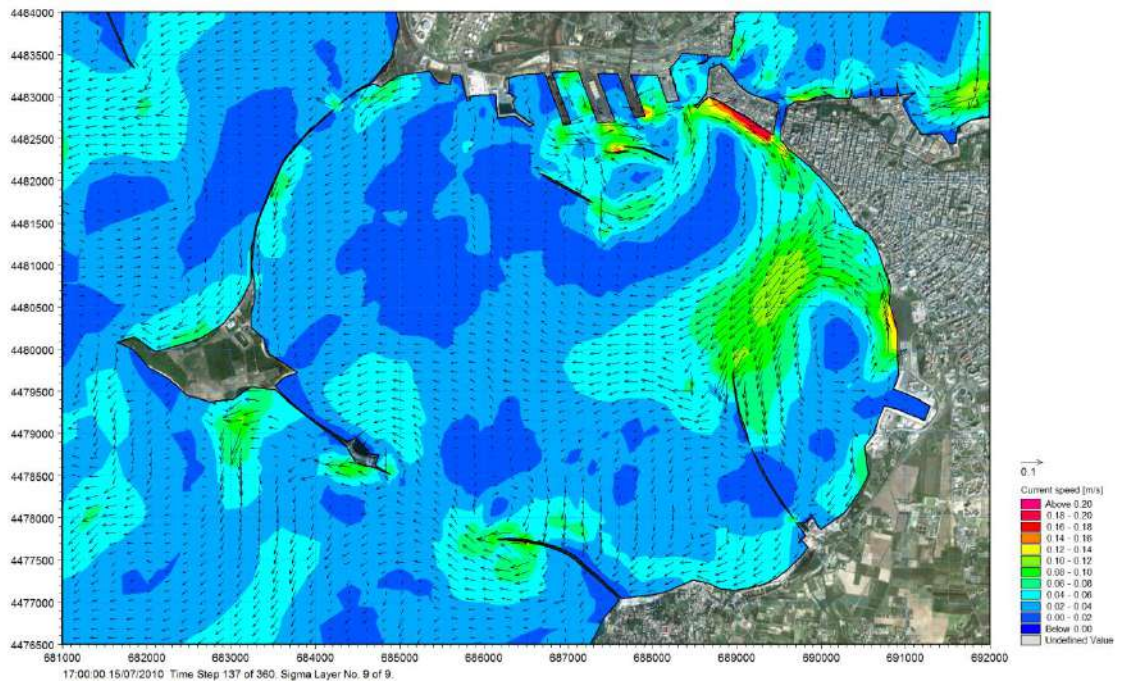 4484000
4483500
4483000
4482500
4482000
4481500
4481000
4480500
4480000
4479500
4479000
4478500
4478000
4477500
4477000
4476500
681000 682000 683000 684000 685000 686000 687000 688000 689000 690000 691000 692000
17:00:00 15/07/2010 Time Step 137 of 360. Sigma Layer No. 9 of 9.
0.1
Current speed [m/s]
Above 0.20
0.18 - 0.20
0.16 - 0.18
0.14 - 0.16
0.12 - 0.14
0.10 - 0.12
0.08 - 0.10
0.06 - 0.08
0.04 - 0.06
0.02 - 0.04
0.00 - 0.02
Below 0.00
Undefined Value